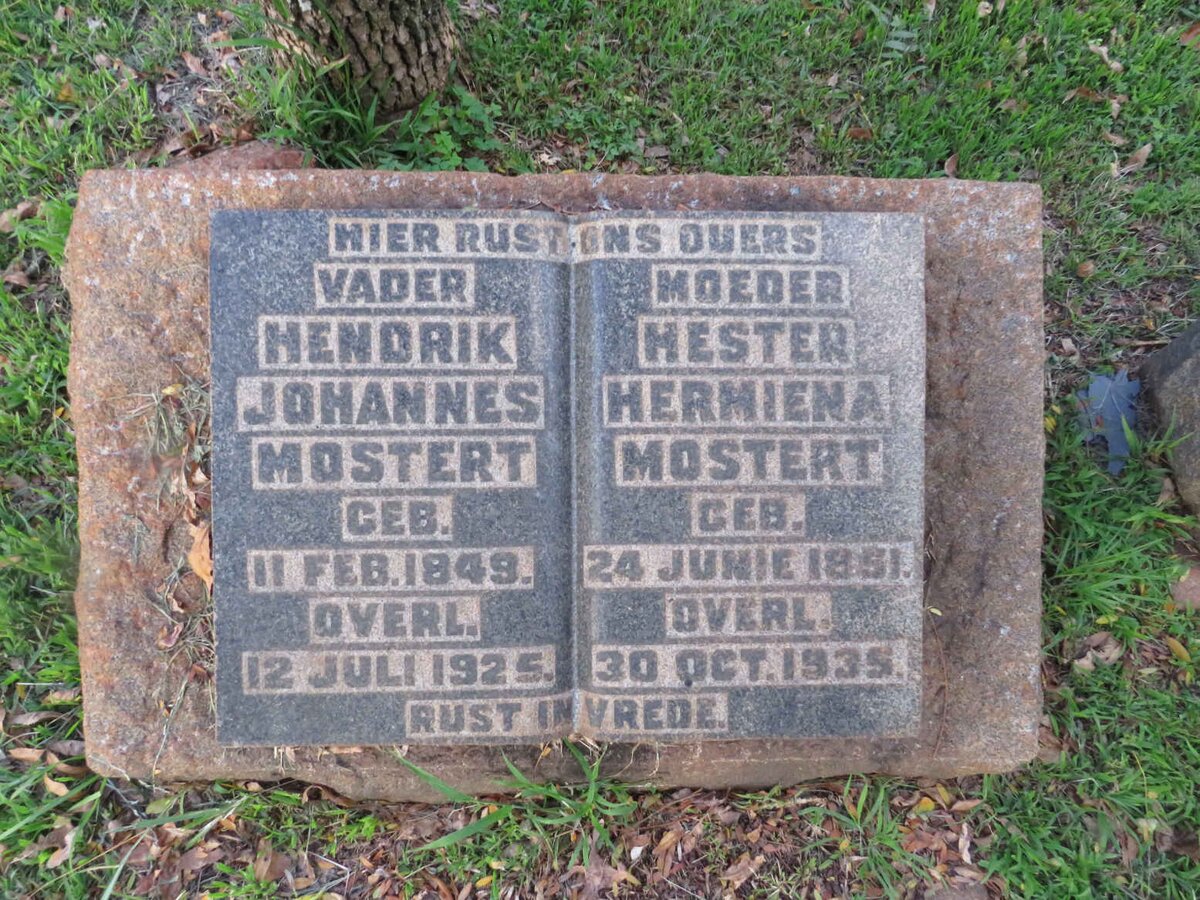 HIER RUST ONS OUERS
VADER
HENDRIK
JOHANNES
MOSTERT
GEB.
11 FEB. 1849.
OVERL.
12 JULI 1925.
MOEDER
HESTER
HERMIENA
MOSTERT
GEB.
24 JUNIE 1851.
OVERL.
30 OCT. 1935.
RUST IN VREDE.